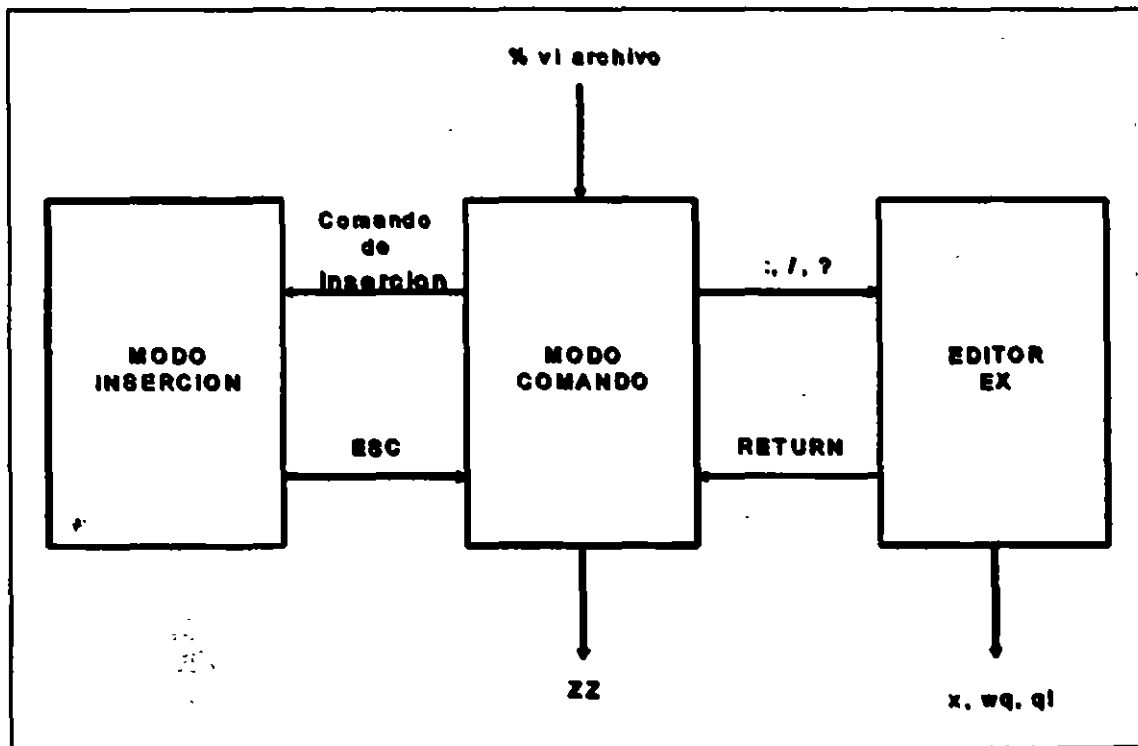 % vi archivo
Comando
de
Insercion
:, /, ?
MODO
INSERCION
MODO
COMANDO
EDITOR
EX
ESC
RETURN
ZZ
x, wq, q!